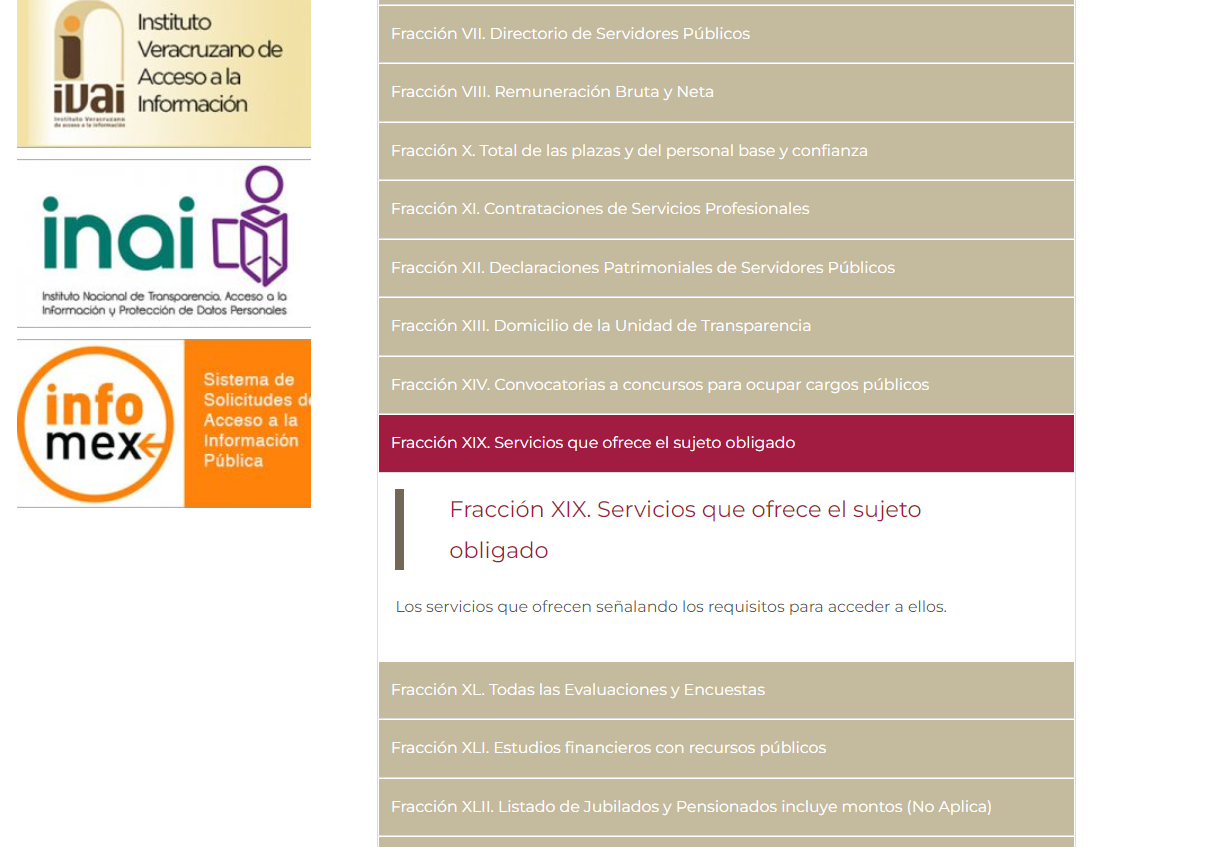 Instituto
Veracruzano de
Acceso a la
Información
ivai
Instituto Veracruzano
de acceso a la información
inai
Instituto Nacional de Transparencia, Acceso a la
Información y Protección de Datos Personales
info
mex
Sistema de
Solicitudes de
Acceso a la
Información
Pública
Fracción VII. Directorio de Servidores Públicos
Fracción VIII. Remuneración Bruta y Neta
Fracción X. Total de las plazas y del personal base y confianza
Fracción XI. Contrataciones de Servicios Profesionales
Fracción XII. Declaraciones Patrimoniales de Servidores Públicos
Fracción XIII. Domicilio de la Unidad de Transparencia
Fracción XIV. Convocatorias a concursos para ocupar cargos públicos
Fracción XIX. Servicios que ofrece el sujeto obligado
Fracción XIX. Servicios que ofrece el sujeto
obligado
Los servicios que ofrecen señalando los requisitos para acceder a ellos.
Fracción XL. Todas las Evaluaciones y Encuestas
Fracción XLI. Estudios financieros con recursos públicos
Fracción XLII. Listado de Jubilados y Pensionados incluye montos (No Aplica)